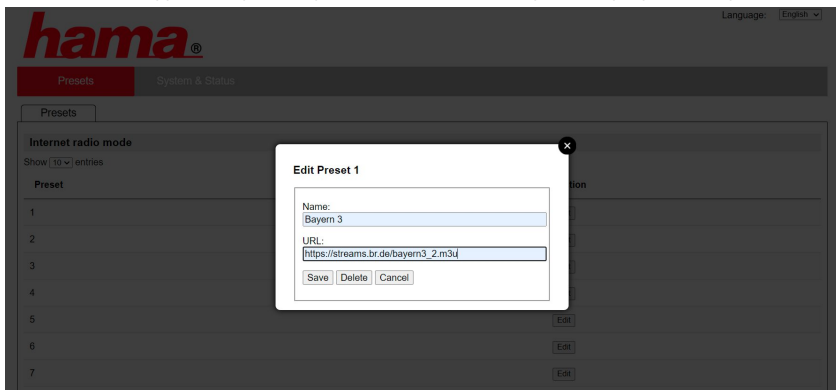 Language: English
hama®
Presets System & Status
Presets
Internet radio mode
Show 10 entries
Preset
1
2
3
4
5 Edit
6 Edit
7 Edit
Edit Preset 1
Name:
Bayern 3
URL:
https://streams.br.de/bayern3_2.m3u
Save Delete Cancel